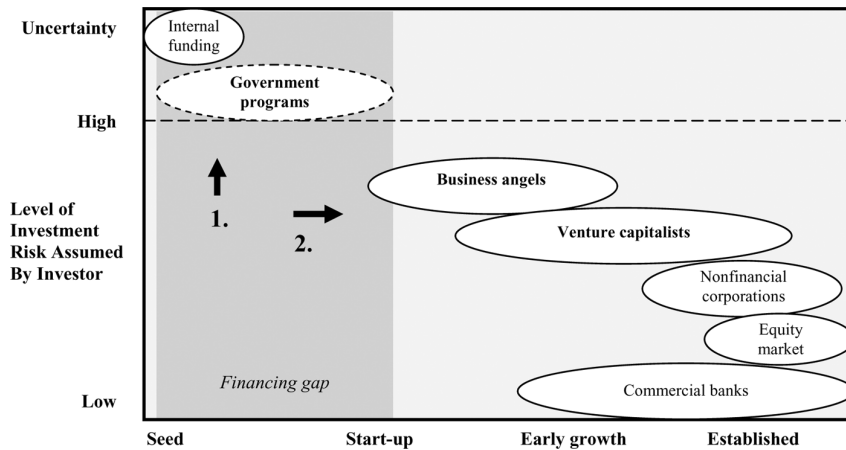 Uncertainty
Internal
funding
Government
programs
High
Business angels
1.
Level of
Investment
Risk Assumed
By Investor
2.
Venture capitalists
Nonfinancial
corporations
Equity
market
Financing gap
Commercial banks
Low
Seed
Start-up
Early growth
Established